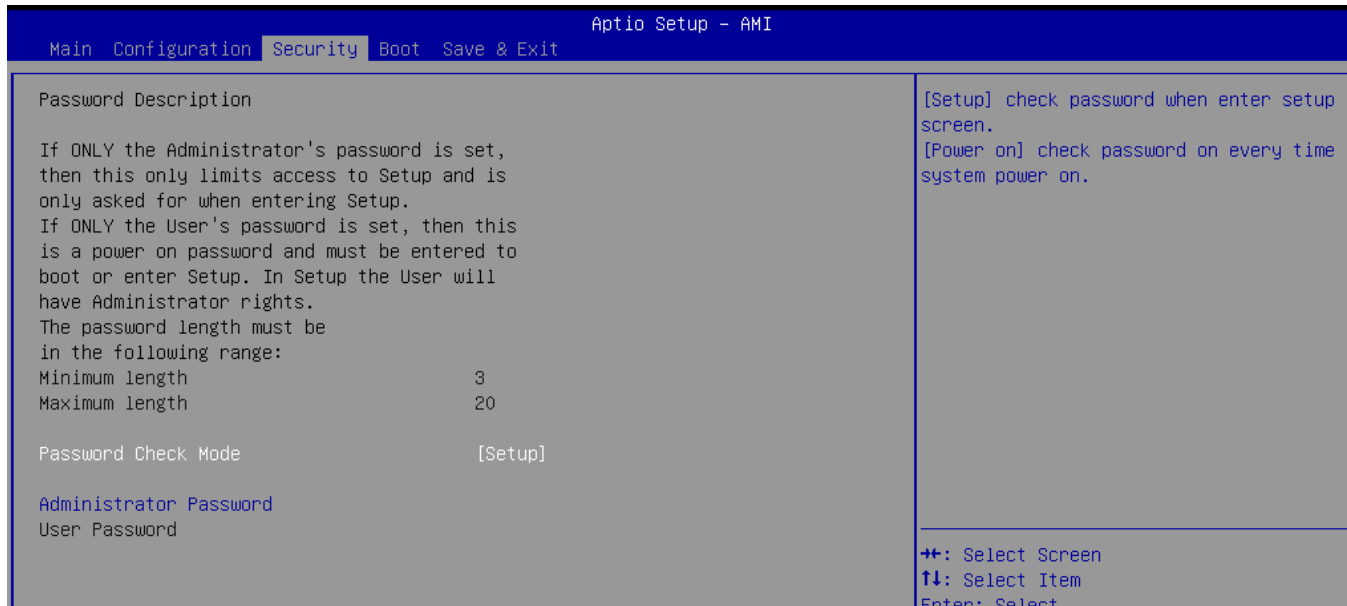 Aptio Setup - AMI
Main Configuration Security Boot Save & Exit
Password Description
If ONLY the Administrator's password is set,
then this only limits access to Setup and is
only asked for when entering Setup.
If ONLY the User's password is set, then this
is a power on password and must be entered to
boot or enter Setup. In Setup the User will
have Administrator rights.
The password length must be
in the following range:
Minimum length 3
Maximum length 20
Password Check Mode [Setup]
Administrator Password
User Password
[Setup] check password when enter setup
screen.
[Power on] check password on every time
system power on.
→←: Select Screen
↑↓: Select Item
Enter: Select